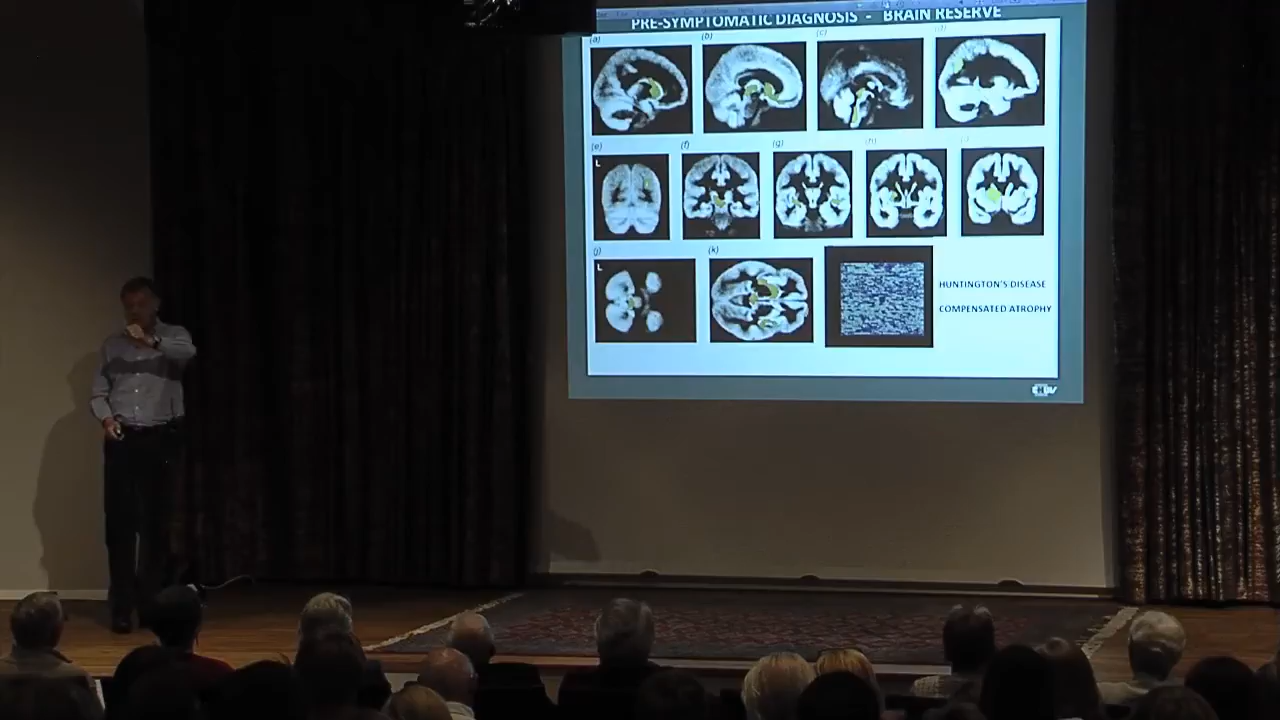 PRE-SYMPTOMATIC DIAGNOSIS - BRAIN RESERVE
(a) (b) (c) (d)
(e) (f) (g) (h) (i)
L
(j) (k)
L
HUNTINGTON'S DISEASE
COMPENSATED ATROPHY